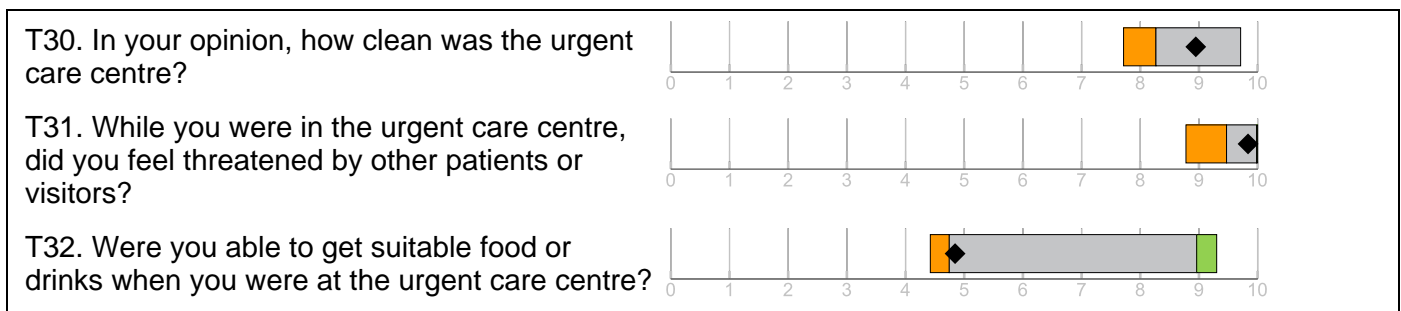 T30. In your opinion, how clean was the urgent
care centre?
0 1 2 3 4 5 6 7 8 9 10
T31. While you were in the urgent care centre,
did you feel threatened by other patients or
visitors?
0 1 2 3 4 5 6 7 8 9 10
T32. Were you able to get suitable food or
drinks when you were at the urgent care centre?
0 1 2 3 4 5 6 7 8 9 10